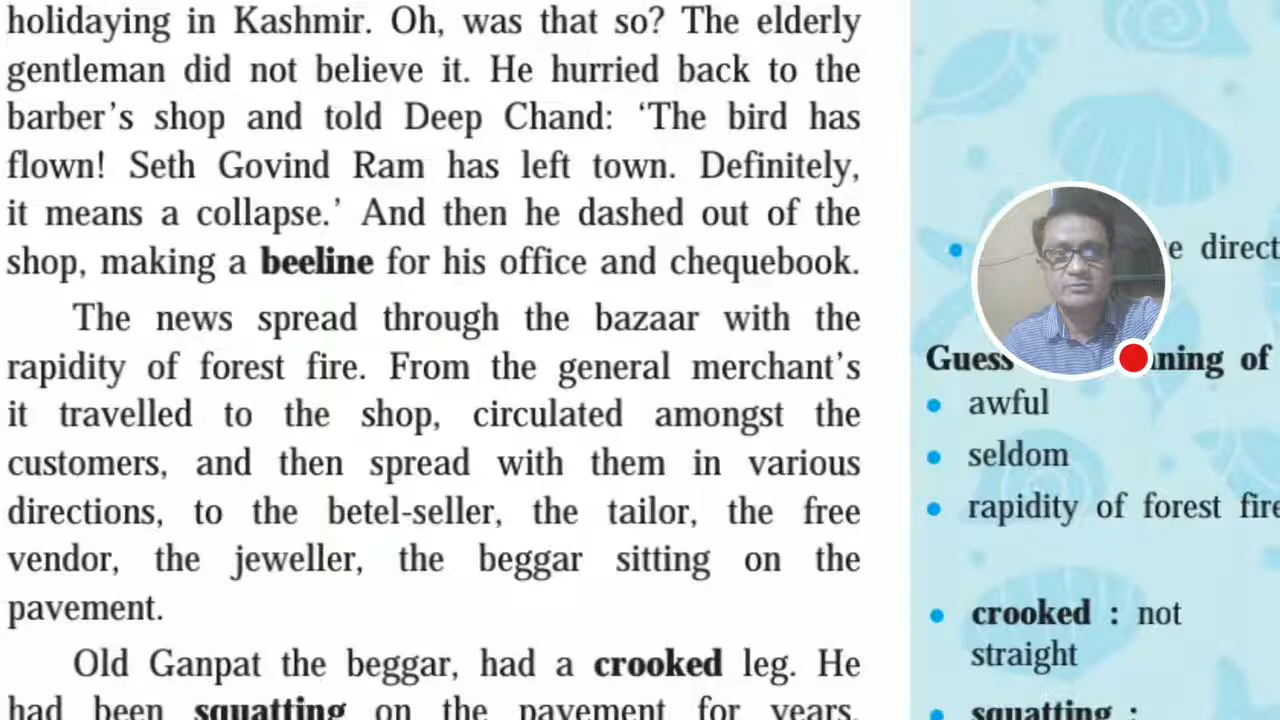 holidaying in Kashmir. Oh, was that so? The elderly
gentleman did not believe it. He hurried back to the
barber's shop and told Deep Chand: ‘The bird has
flown! Seth Govind Ram has left town. Definitely,
it means a collapse.’ And then he dashed out of the
shop, making a beeline for his office and chequebook.
The news spread through the bazaar with the
rapidity of forest fire. From the general merchant's
it travelled to the shop, circulated amongst the
customers, and then spread with them in various
directions, to the betel-seller, the tailor, the free
vendor, the jeweller, the beggar sitting on the
pavement.
Old Ganpat the beggar, had a crooked leg. He
had been squatting on the pavement for years.
direct
Guess of
• awful
• seldom
• rapidity of forest fire
• crooked : not
straight
• squatting :